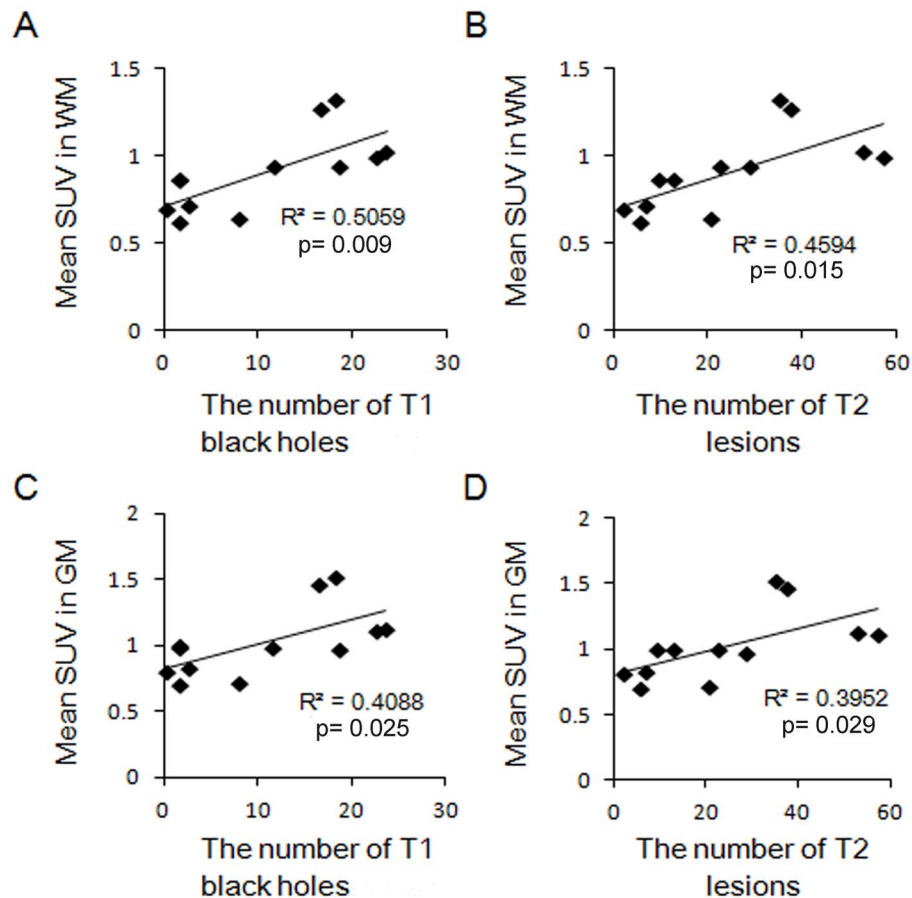 A
Mean SUV in WM
1.5
1
0.5
0
0
10
20
30
R² = 0.5059
p= 0.009
The number of T1
black holes
B
Mean SUV in WM
1.5
1
0.5
0
0
20
40
60
R² = 0.4594
p= 0.015
The number of T2
lesions
C
Mean SUV in GM
2
1.5
1
0.5
0
0
10
20
30
R² = 0.4088
p= 0.025
The number of T1
black holes
D
Mean SUV in GM
2
1.5
1
0.5
0
0
20
40
60
R² = 0.3952
p= 0.029
The number of T2
lesions